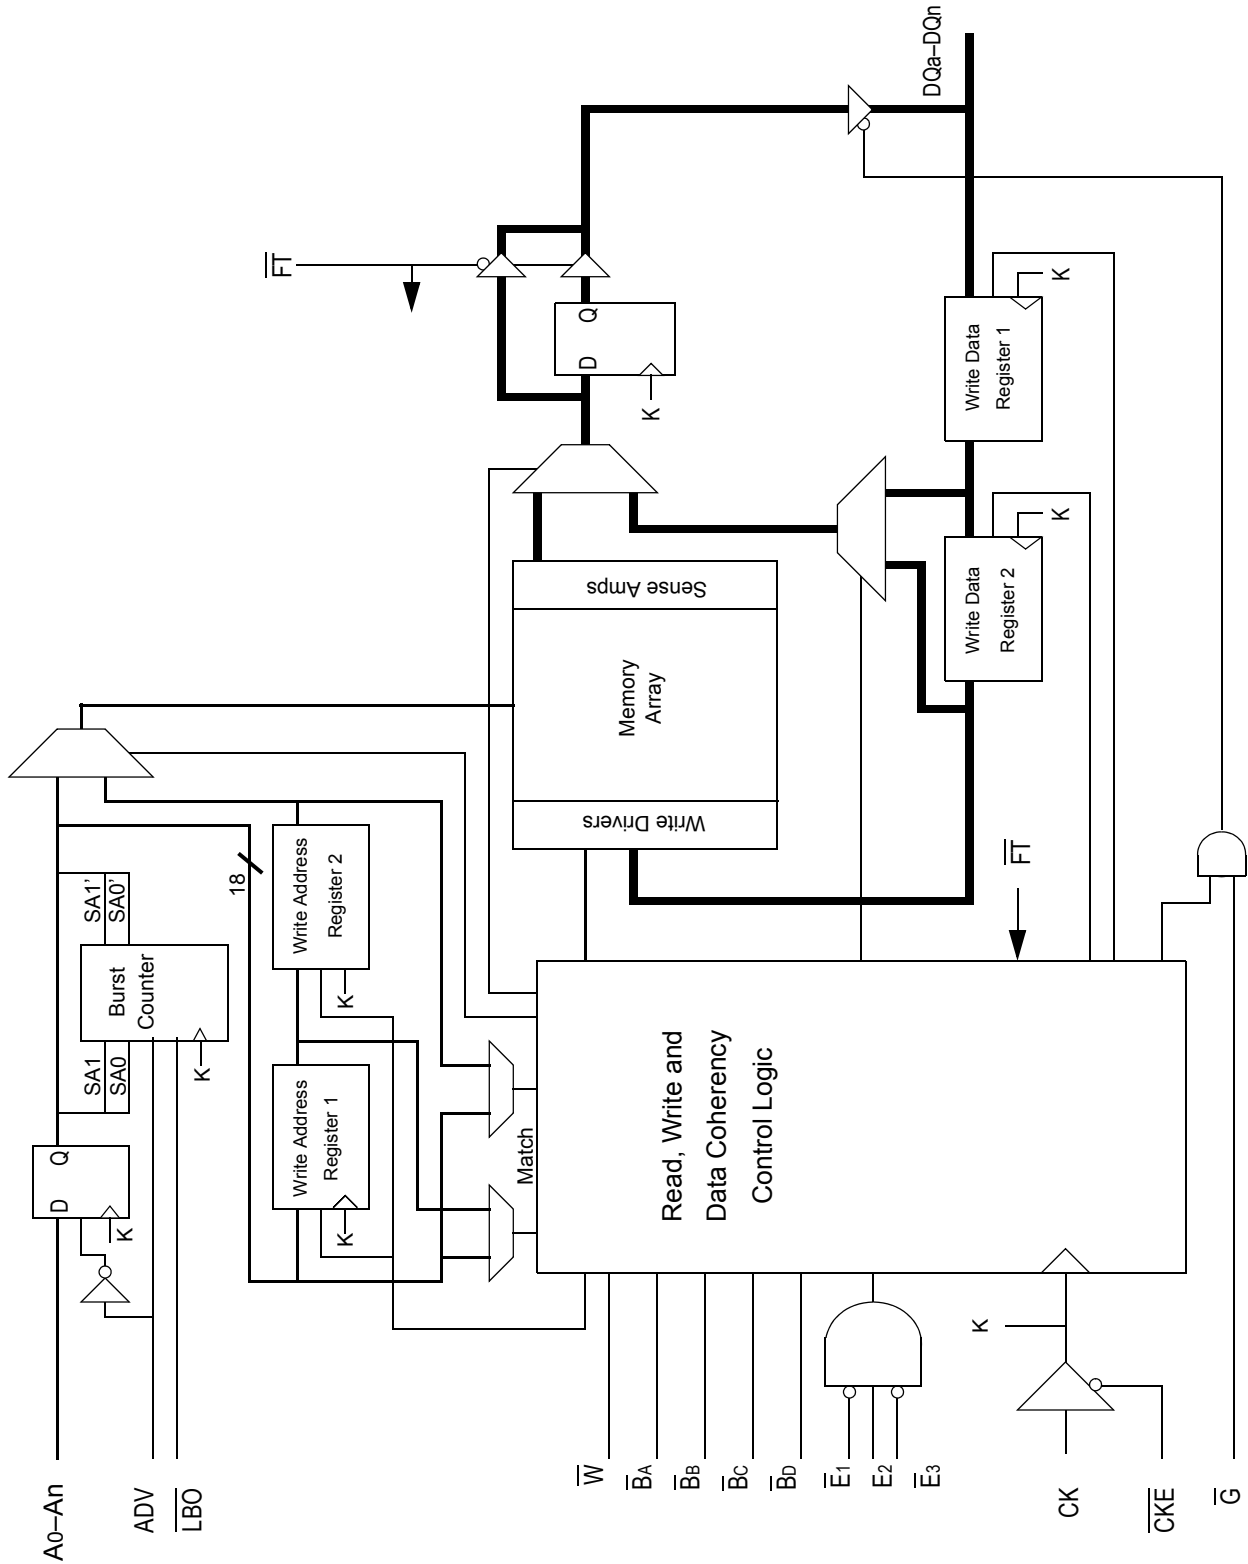 A0–An
D Q
K
SA1
SA0
Burst
Counter
SA1'
SA0'
K
ADV
LBO
18
FT
Write Address
Register 1
K
Write Address
Register 2
K
Match
D Q
K
Write Drivers
Memory
Array
Sense Amps
Read, Write and
Data Coherency
Control Logic
W
BA
BB
BC
BD
E1
E2
E3
DQa–DQn
Write Data
Register 2
K
Write Data
Register 1
K
FT
K
CK
CKE
G